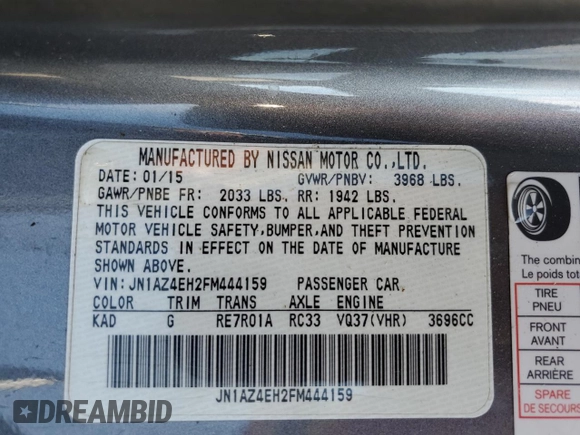 MANUFACTURED BY NISSAN MOTOR CO.,LTD.
DATE: 01/15 GVWR/PNBV: 3968 LBS.
GAWR/PNBE FR: 2033 LBS. RR: 1942 LBS.
THIS VEHICLE CONFORMS TO ALL APPLICABLE FEDERAL
MOTOR VEHICLE SAFETY,BUMPER,AND THEFT PREVENTION
STANDARDS IN EFFECT ON THE DATE OF MANUFACTURE
SHOWN ABOVE.
VIN: JN1AZ4EH2FM444159 PASSENGER CAR.
COLOR TRIM TRANS AXLE ENGINE
KAD G RE7R01A RC33 VQ37(VHR) 3696CC
JN1AZ4EH2FM444159
The combine
Le poids tot
TIRE
PNEU
FRONT
AVANT
REAR
ARRIÈRE
SPARE
DE SECOURS
DREAMBID